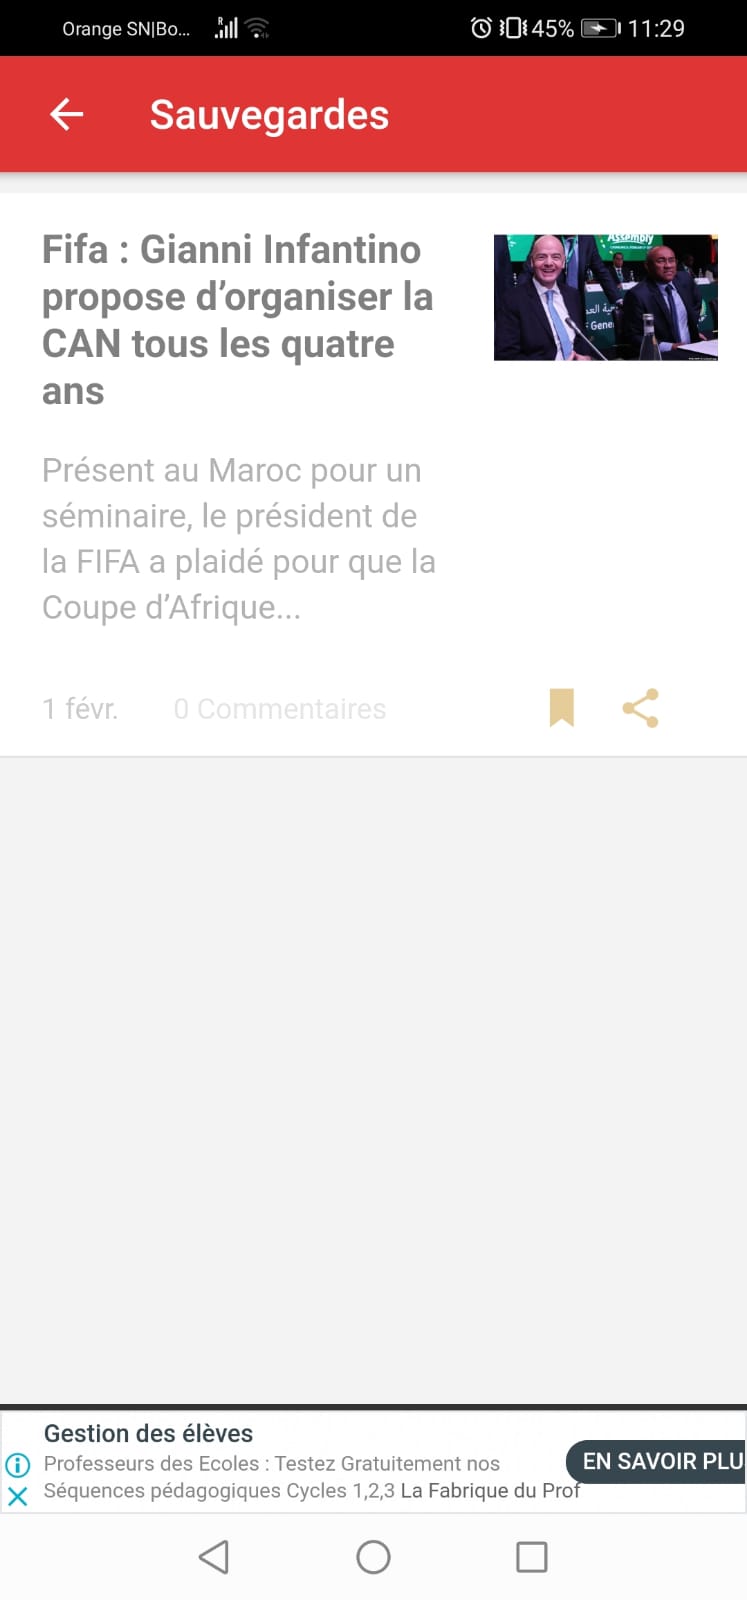 Orange SN|Bo... R 45% 11:29
Sauvegardes
Fifa : Gianni Infantino
propose d’organiser la
CAN tous les quatre
ans
Assembly
Gene
Présent au Maroc pour un
séminaire, le président de
la FIFA a plaidé pour que la
Coupe d’Afrique...
1 févr. 0 Commentaires
Gestion des élèves
Professeurs des Ecoles : Testez Gratuitement nos
Séquences pédagogiques Cycles 1,2,3 La Fabrique du Prof
EN SAVOIR PLU